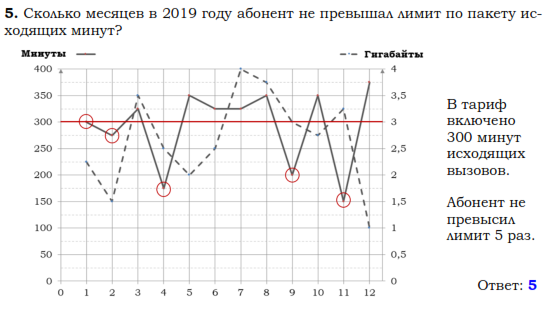 5. Сколько месяцев в 2019 году абонент не превышал лимит по пакету ис-
ходящих минут?
Минуты
Гигабайты
400
350
300
250
200
150
100
50
0
4
3,5
3
2,5
2
1,5
1
0,5
0
0 1 2 3 4 5 6 7 8 9 10 11 12
В тариф
включено
300 минут
исходящих
вызовов.
Абонент не
превысил
лимит 5 раз.
Ответ: 5